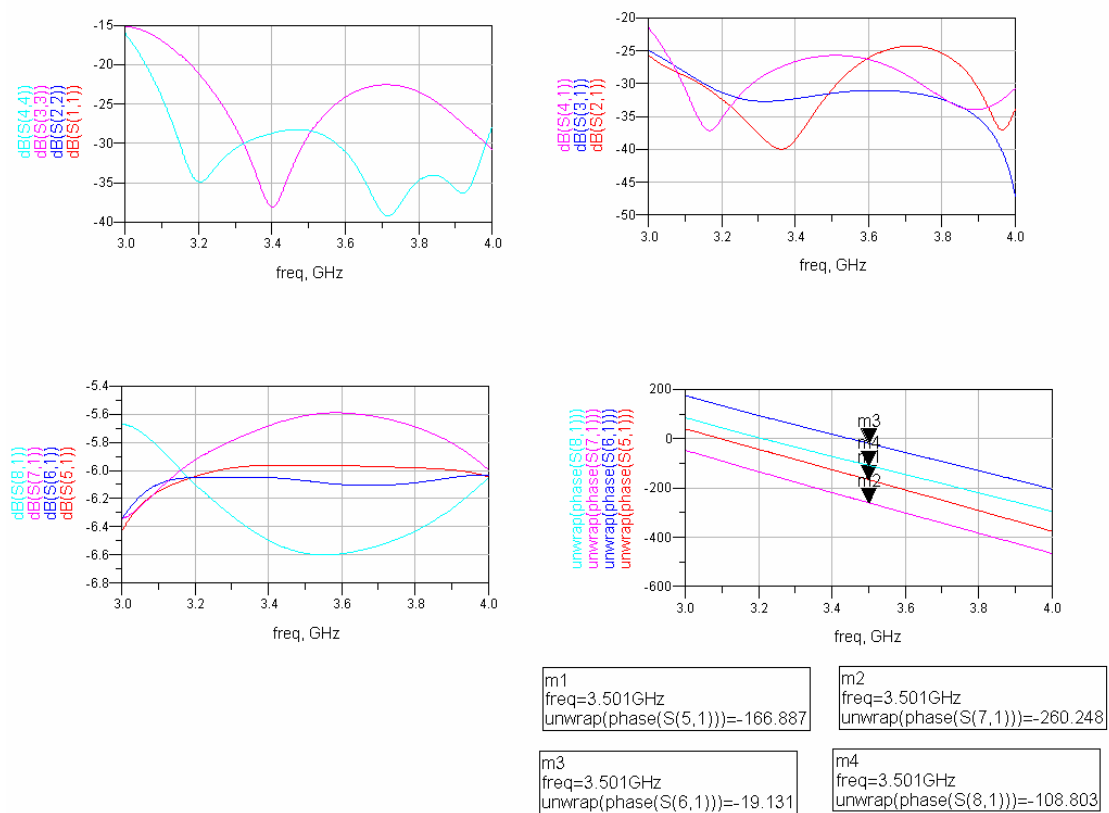 -15
-20
-25
-30
-35
-40
3.0 3.2 3.4 3.6 3.8 4.0
freq, GHz
dB(S(4,4))
dB(S(3,3))
dB(S(2,2))
dB(S(1,1))
-20
-25
-30
-35
-40
-45
-50
3.0 3.2 3.4 3.6 3.8 4.0
freq, GHz
dB(S(4,1))
dB(S(3,1))
dB(S(2,1))
-5.4
-5.6
-5.8
-6.0
-6.2
-6.4
-6.6
-6.8
3.0 3.2 3.4 3.6 3.8 4.0
freq, GHz
dB(S(8,1))
dB(S(7,1))
dB(S(6,1))
dB(S(5,1))
200
0
-200
-400
-600
3.0 3.2 3.4 3.6 3.8 4.0
freq, GHz
unwrap(phase(S(8,1)))
unwrap(phase(S(7,1)))
unwrap(phase(S(6,1)))
unwrap(phase(S(5,1)))
m3
m4
m2
m1
freq=3.501GHz
unwrap(phase(S(5,1)))=-166.887
m2
freq=3.501GHz
unwrap(phase(S(7,1)))=-260.248
m3
freq=3.501GHz
unwrap(phase(S(6,1)))=-19.131
m4
freq=3.501GHz
unwrap(phase(S(8,1)))=-108.803